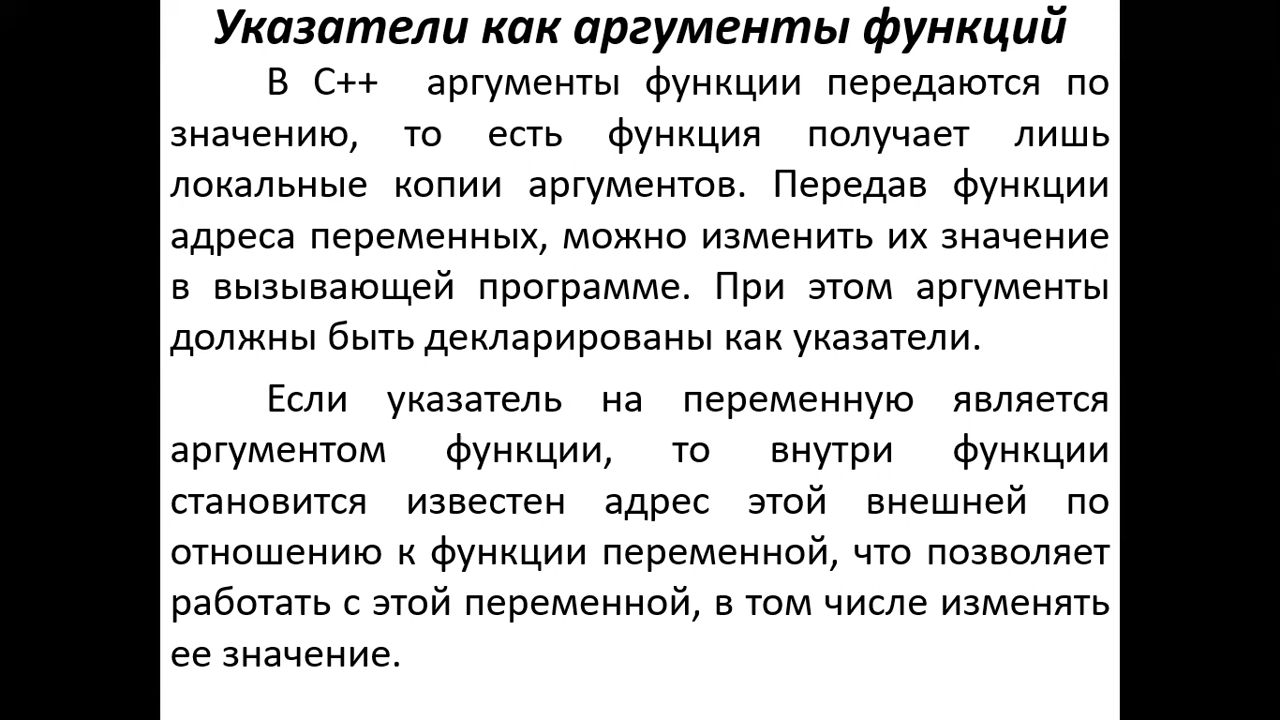 Указатели как аргументы функций
В C++ аргументы функции передаются по
значению, то есть функция получает лишь
локальные копии аргументов. Передав функции
адреса переменных, можно изменить их значение
в вызывающей программе. При этом аргументы
должны быть декларированы как указатели.
Если указатель на переменную является
аргументом функции, то внутри функции
становится известен адрес этой внешней по
отношению к функции переменной, что позволяет
работать с этой переменной, в том числе изменять
ее значение.